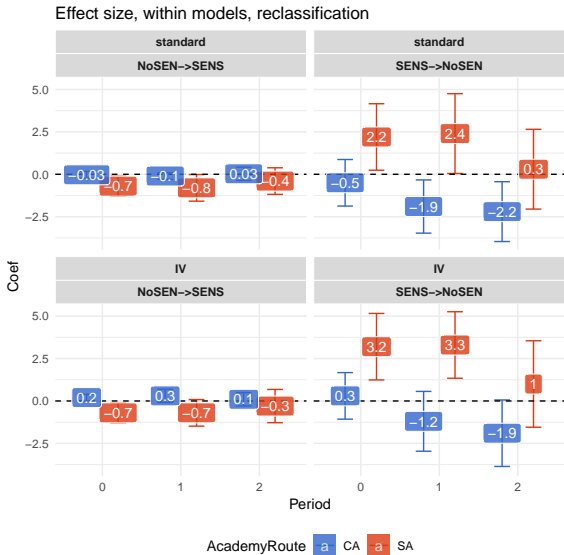 Effect size, within models, reclassification
standard
standard
NoSEN−>SENS
SENS−>NoSEN
5.0
2.5
0.0
−2.5
−0.03
−0.7
−0.1
−0.8
0.03
−0.4
−0.5
2.2
−1.9
2.4
−2.2
0.3
Coef
IV
IV
NoSEN−>SENS
SENS−>NoSEN
5.0
2.5
0.0
−2.5
0.2
−0.7
0.3
−0.7
0.1
−0.3
0.3
3.2
−1.2
3.3
−1.9
1
0 1 2
0 1 2
Period
AcademyRoute a CA a SA